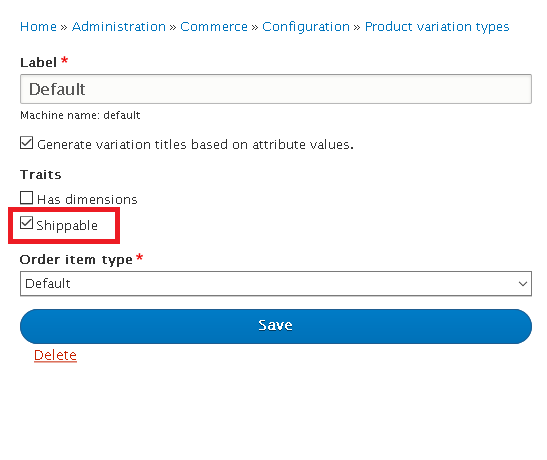 Home » Administration » Commerce » Configuration » Product variation types
Label *
Default
Machine name: default
Generate variation titles based on attribute values.
Traits
Has dimensions
Shippable
Order item type *
Default
Save
Delete